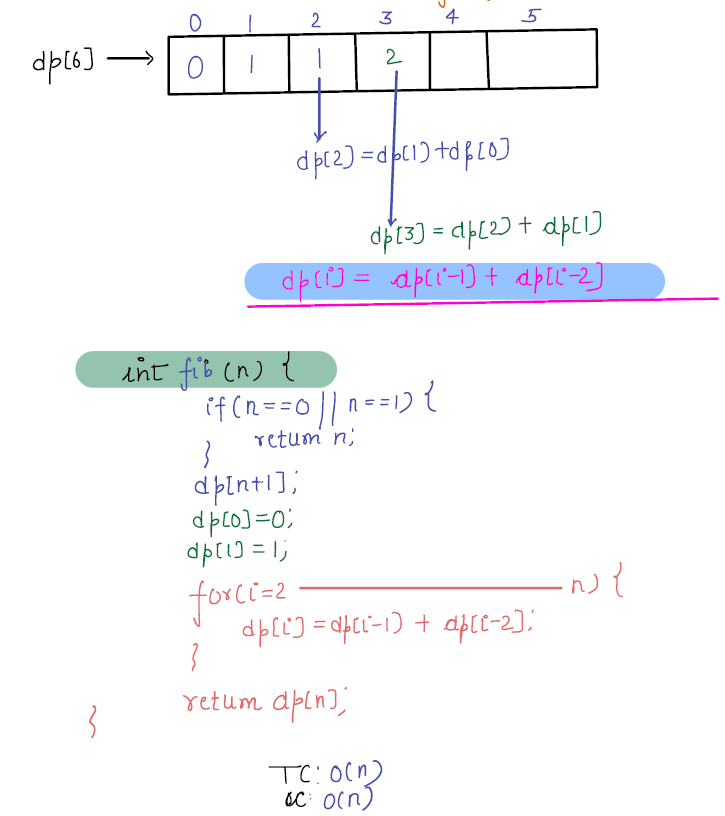 0 1 2 3 4 5
dp[6] → 0 1 1 2
dp[2] = dp[1] + dp[0]
dp[3] = dp[2] + dp[1]
dp[i] = dp[i-1] + dp[i-2]
int fib (n) {
if (n==0 || n==1) {
return n;
}
dp[n+1];
dp[0]=0;
dp[1]=1;
for(i=2 ——— n) {
dp[i] = dp[i-1] + dp[i-2];
}
return dp[n];
}
TC: O(n)
SC: O(n)